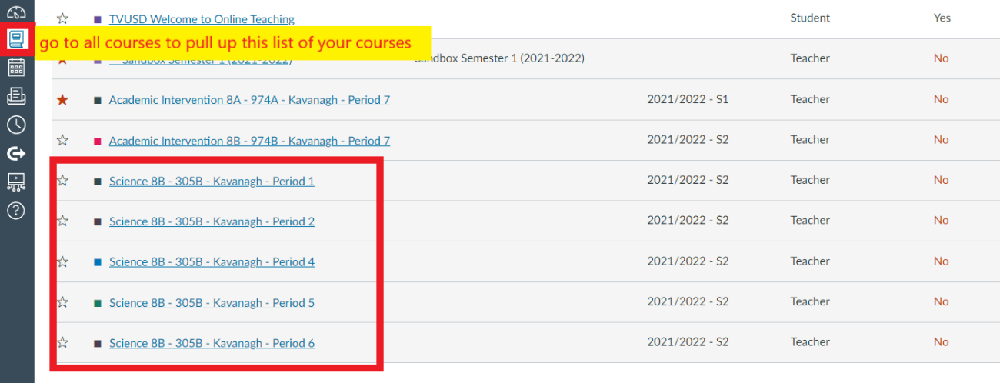 TVUSD Welcome to Online Teaching Student Yes
go to all courses to pull up this list of your courses
Sandbox Semester 1 (2021-2022) Sandbox Semester 1 (2021-2022) Teacher No
Academic Intervention 8A - 974A - Kavanagh - Period 7 2021/2022 - S1 Teacher No
Academic Intervention 8B - 974B - Kavanagh - Period 7 2021/2022 - S2 Teacher No
Science 8B - 305B - Kavanagh - Period 1 2021/2022 - S2 Teacher No
Science 8B - 305B - Kavanagh - Period 2 2021/2022 - S2 Teacher No
Science 8B - 305B - Kavanagh - Period 4 2021/2022 - S2 Teacher No
Science 8B - 305B - Kavanagh - Period 5 2021/2022 - S2 Teacher No
Science 8B - 305B - Kavanagh - Period 6 2021/2022 - S2 Teacher No